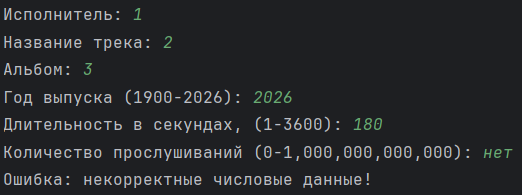 Исполнитель: 1
Название трека: 2
Альбом: 3
Год выпуска (1900-2026): 2026
Длительность в секундах, (1-3600): 180
Количество прослушиваний (0-1,000,000,000,000): нет
Ошибка: некорректные числовые данные!